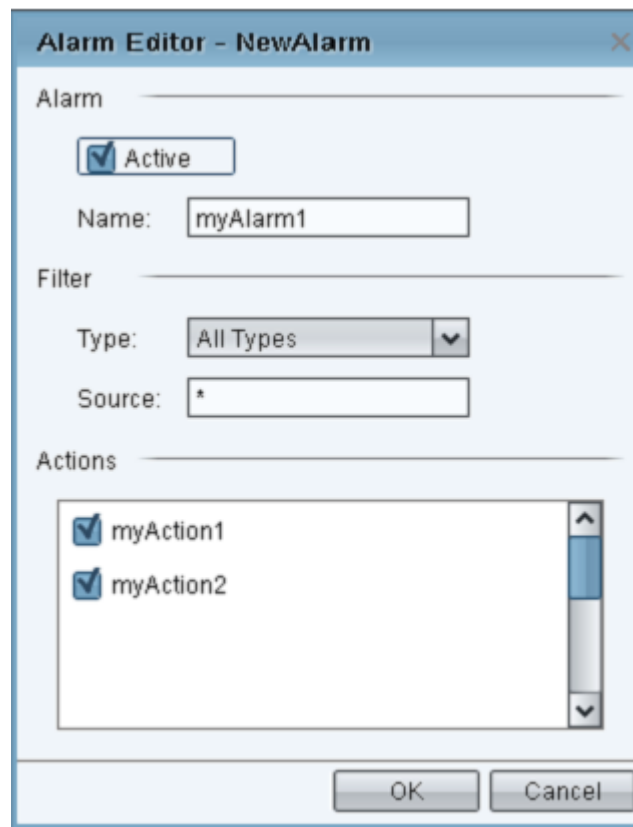 Alarm Editor - NewAlarm
Alarm
Active
Name: myAlarm1
Filter
Type: All Types
Source: *
Actions
myAction1
myAction2
OK Cancel